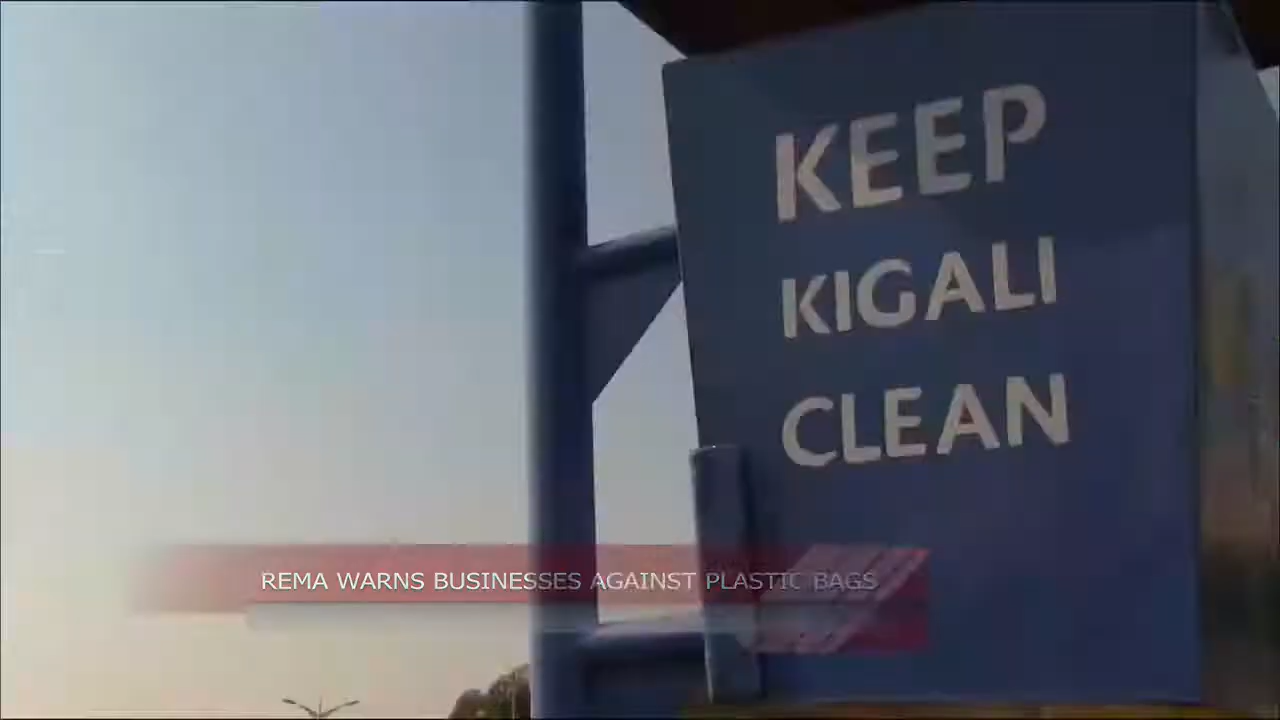 KEEP
KIGALI
CLEAN
REMA WARNS BUSINESSES AGAINST PLASTIC BAGS